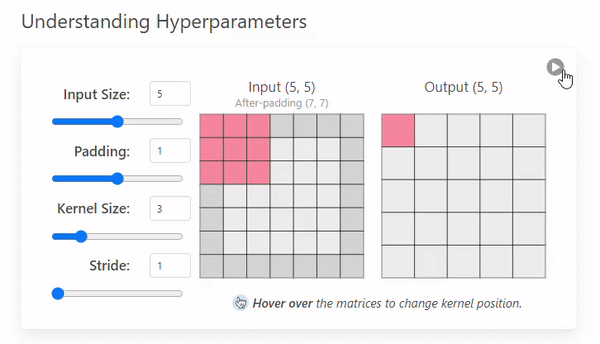 Understanding Hyperparameters
Input Size: 5
Padding: 1
Kernel Size: 3
Stride: 1
Input (5, 5)
After-padding (7, 7)
Output (5, 5)
Hover over the matrices to change kernel position.